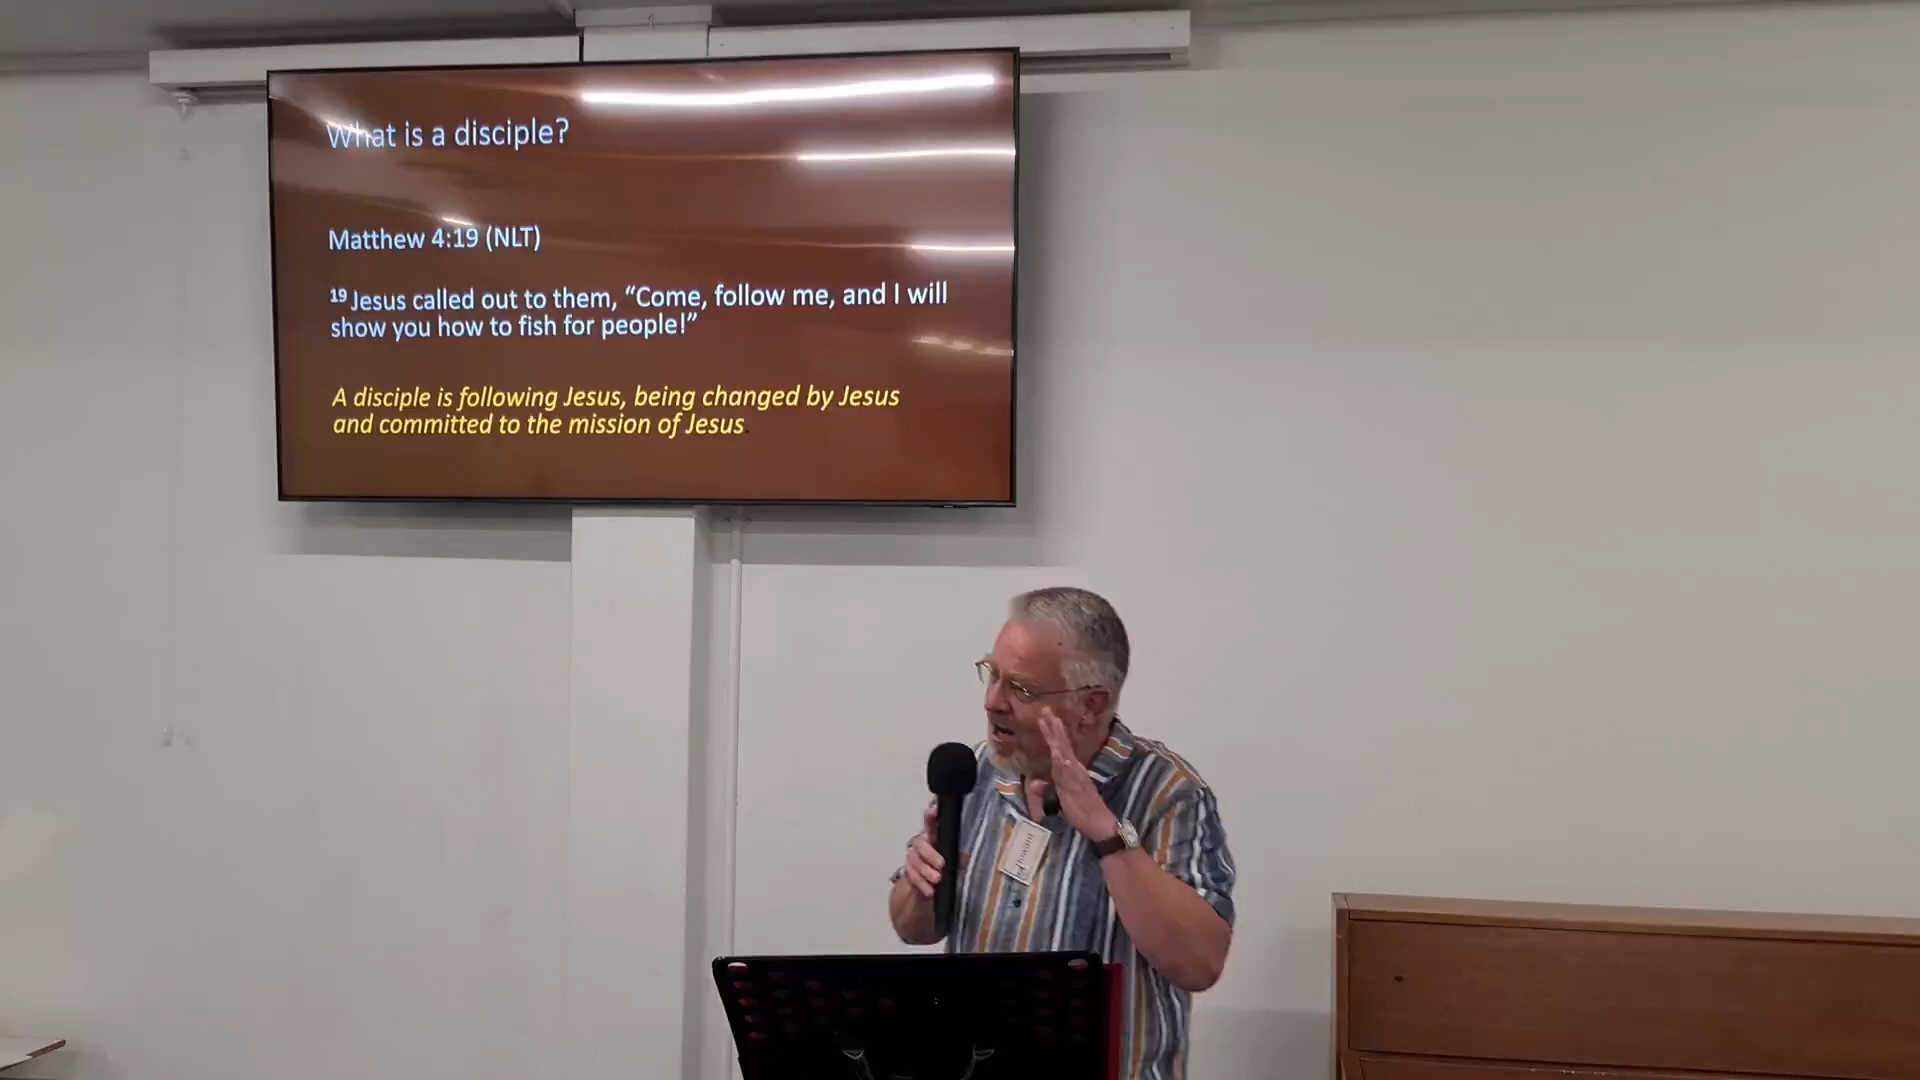 What is a disciple?
Matthew 4:19 (NLT)
19 Jesus called out to them, “Come, follow me, and I will
show you how to fish for people!”
A disciple is following Jesus, being changed by Jesus
and committed to the mission of Jesus.